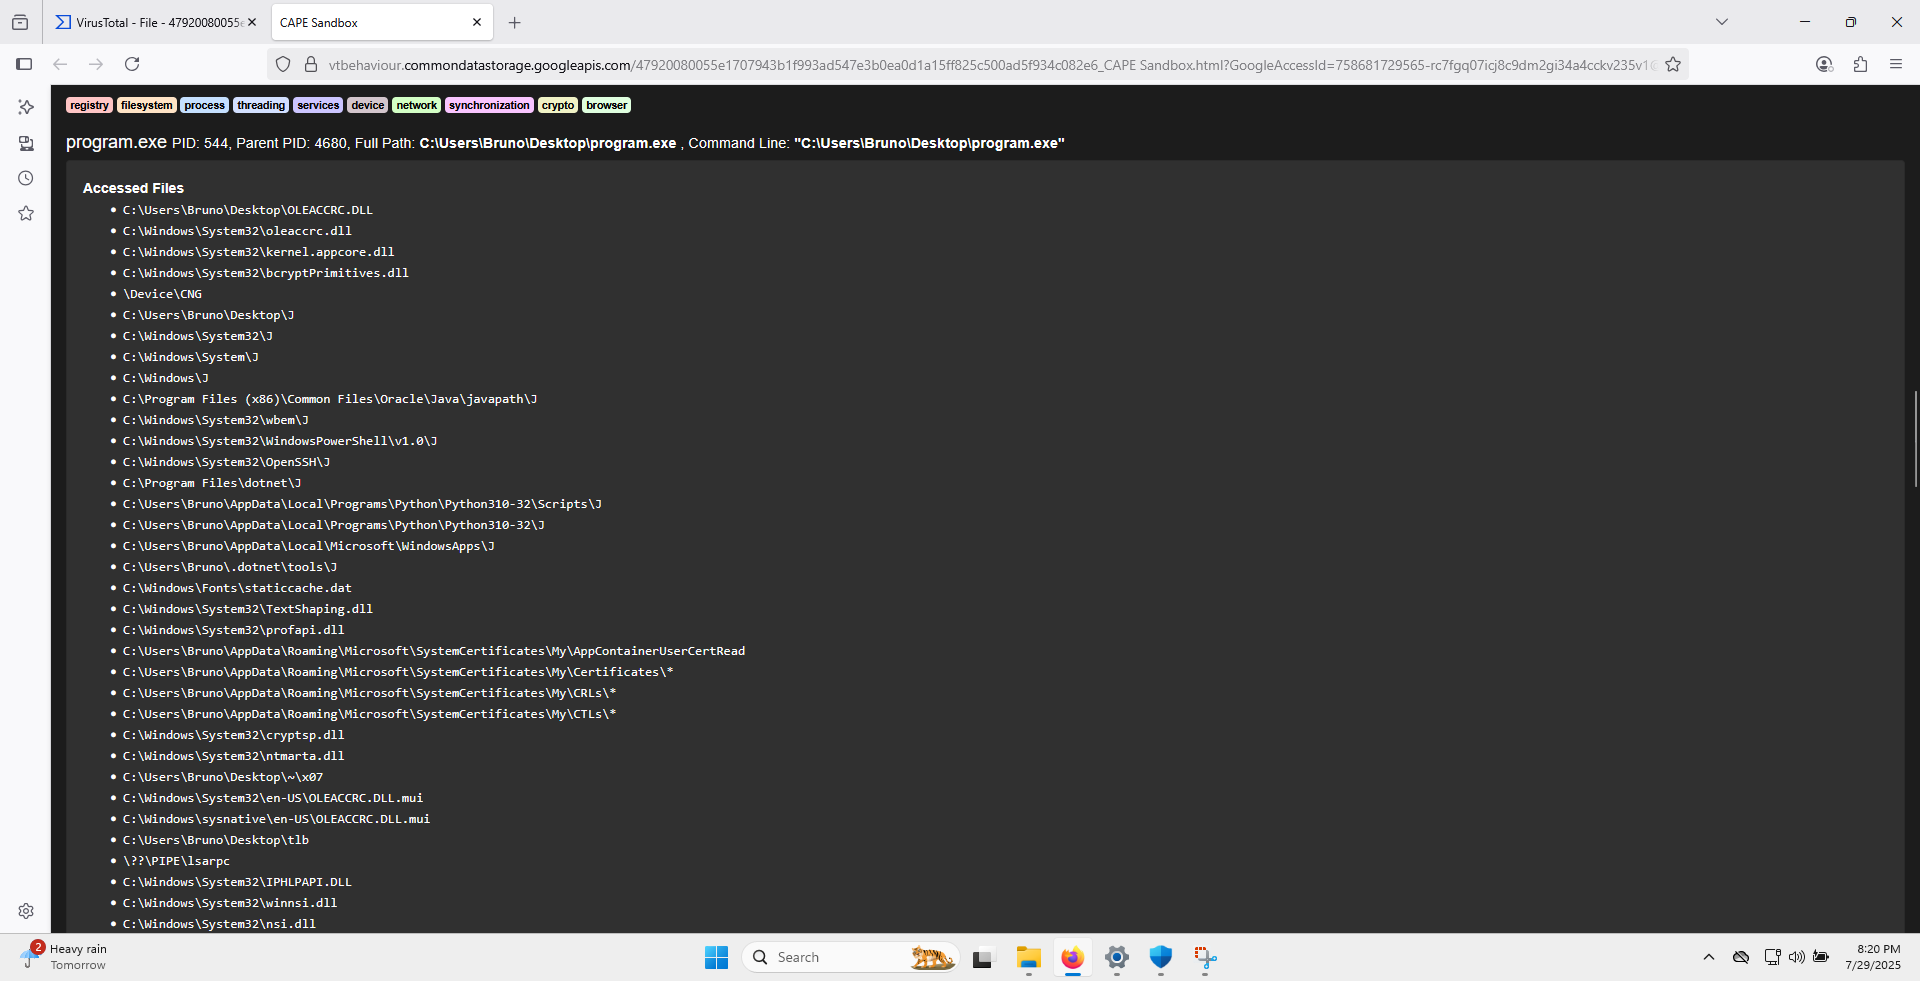 VirusTotal - File - 47920080055e
CAPE Sandbox
vtbehaviour.commondatastorage.googleapis.com/47920080055e1707943b1f993ad547e3b0ea0d1a15ff825c500ad5f934c082e6_CAPE Sandbox.html?GoogleAccessId=758681729565-rc7fgq07icj8c9dm2gi34a4cckv235v1@
registry filesystem process threading services device network synchronization crypto browser
program.exe PID: 544, Parent PID: 4680, Full Path: C:\Users\Bruno\Desktop\program.exe , Command Line: "C:\Users\Bruno\Desktop\program.exe"
Accessed Files
• C:\Users\Bruno\Desktop\OLEACCRC.DLL
• C:\Windows\System32\oleaccrc.dll
• C:\Windows\System32\kernel.appcore.dll
• C:\Windows\System32\bcryptPrimitives.dll
• \Device\CNG
• C:\Users\Bruno\Desktop\J
• C:\Windows\System32\J
• C:\Windows\System\J
• C:\Windows\J
• C:\Program Files (x86)\Common Files\Oracle\Java\javapath\J
• C:\Windows\System32\wbem\J
• C:\Windows\System32\WindowsPowerShell\v1.0\J
• C:\Windows\System32\OpenSSH\J
• C:\Program Files\dotnet\J
• C:\Users\Bruno\AppData\Local\Programs\Python\Python310-32\Scripts\J
• C:\Users\Bruno\AppData\Local\Programs\Python\Python310-32\J
• C:\Users\Bruno\AppData\Local\Microsoft\WindowsApps\J
• C:\Users\Bruno\.dotnet\tools\J
• C:\Windows\Fonts\staticcache.dat
• C:\Windows\System32\TextShaping.dll
• C:\Windows\System32\profapi.dll
• C:\Users\Bruno\AppData\Roaming\Microsoft\SystemCertificates\My\AppContainerUserCertRead
• C:\Users\Bruno\AppData\Roaming\Microsoft\SystemCertificates\My\Certificates\*
• C:\Users\Bruno\AppData\Roaming\Microsoft\SystemCertificates\My\CRLs\*
• C:\Users\Bruno\AppData\Roaming\Microsoft\SystemCertificates\My\CTLs\*
• C:\Windows\System32\cryptsp.dll
• C:\Windows\System32\ntmarta.dll
• C:\Users\Bruno\Desktop\~\x07
• C:\Windows\System32\en-US\OLEACCRC.DLL.mui
• C:\Windows\sysnative\en-US\OLEACCRC.DLL.mui
• C:\Users\Bruno\Desktop\tlb
• \??\PIPE\lsarpc
• C:\Windows\System32\IPHLPAPI.DLL
• C:\Windows\System32\winnsi.dll
• C:\Windows\System32\nsi.dll
2
Heavy rain
Tomorrow
Search
8:20 PM
7/29/2025